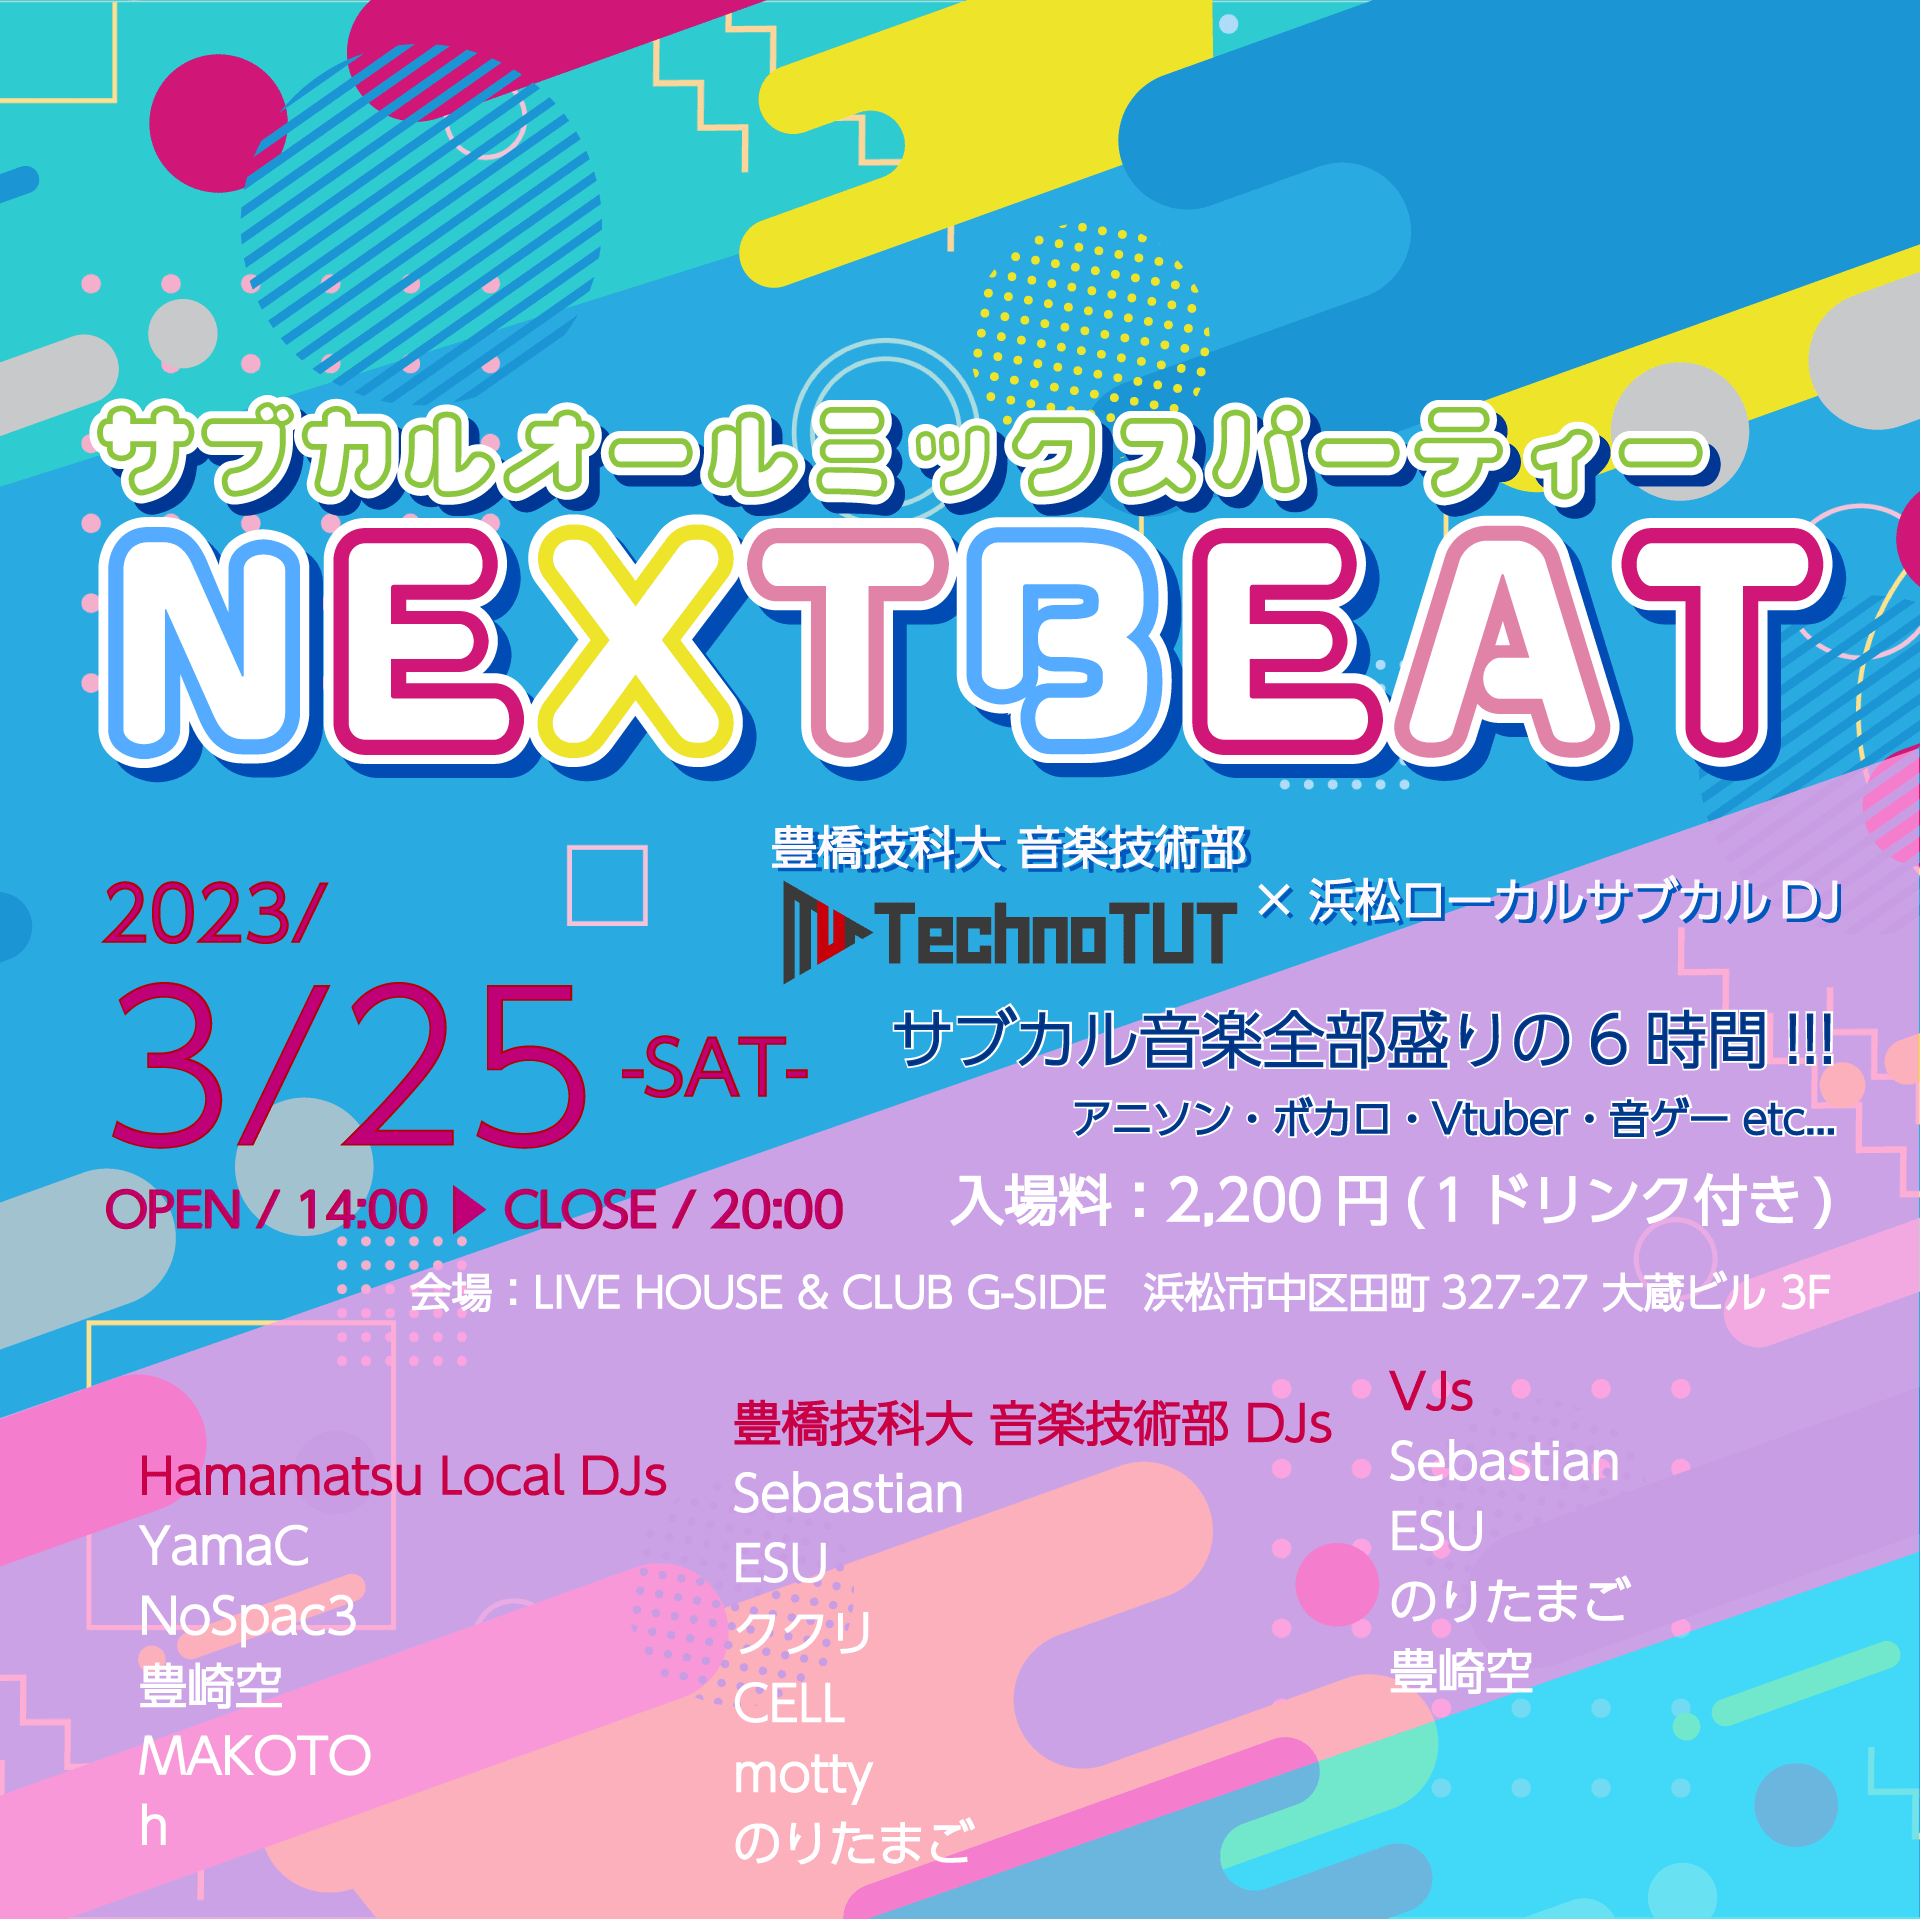 サブカルオールミックスパーティー
NEXTBEAT
2023/
3/25 -SAT-
OPEN / 14:00 ▶ CLOSE / 20:00
豊橋技科大 音楽技術部
TechnoTUT
× 浜松ローカルサブカル DJ
サブカル音楽全部盛りの 6 時間 !!!
アニソン・ボカロ・Vtuber・音ゲー etc...
入場料：2,200 円 ( 1 ドリンク付き )
会場：LIVE HOUSE & CLUB G-SIDE　浜松市中区田町 327-27 大蔵ビル 3F
Hamamatsu Local DJs
YamaC
NoSpac3
豊崎空
MAKOTO
h
豊橋技科大 音楽技術部 DJs
Sebastian
ESU
ククリ
CELL
motty
のりたまご
VJs
Sebastian
ESU
のりたまご
豊崎空